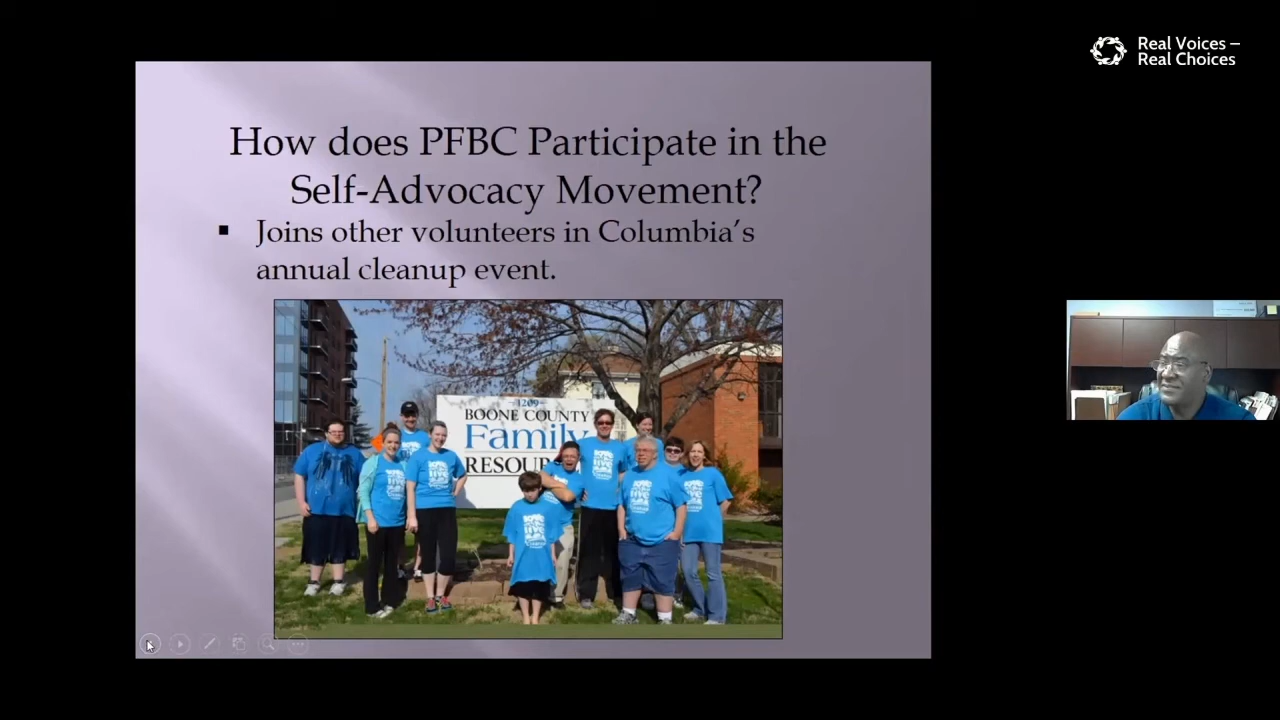 Real Voices –
Real Choices
How does PFBC Participate in the
Self-Advocacy Movement?
▪ Joins other volunteers in Columbia's
annual cleanup event.
1209
BOONE COUNTY
Family